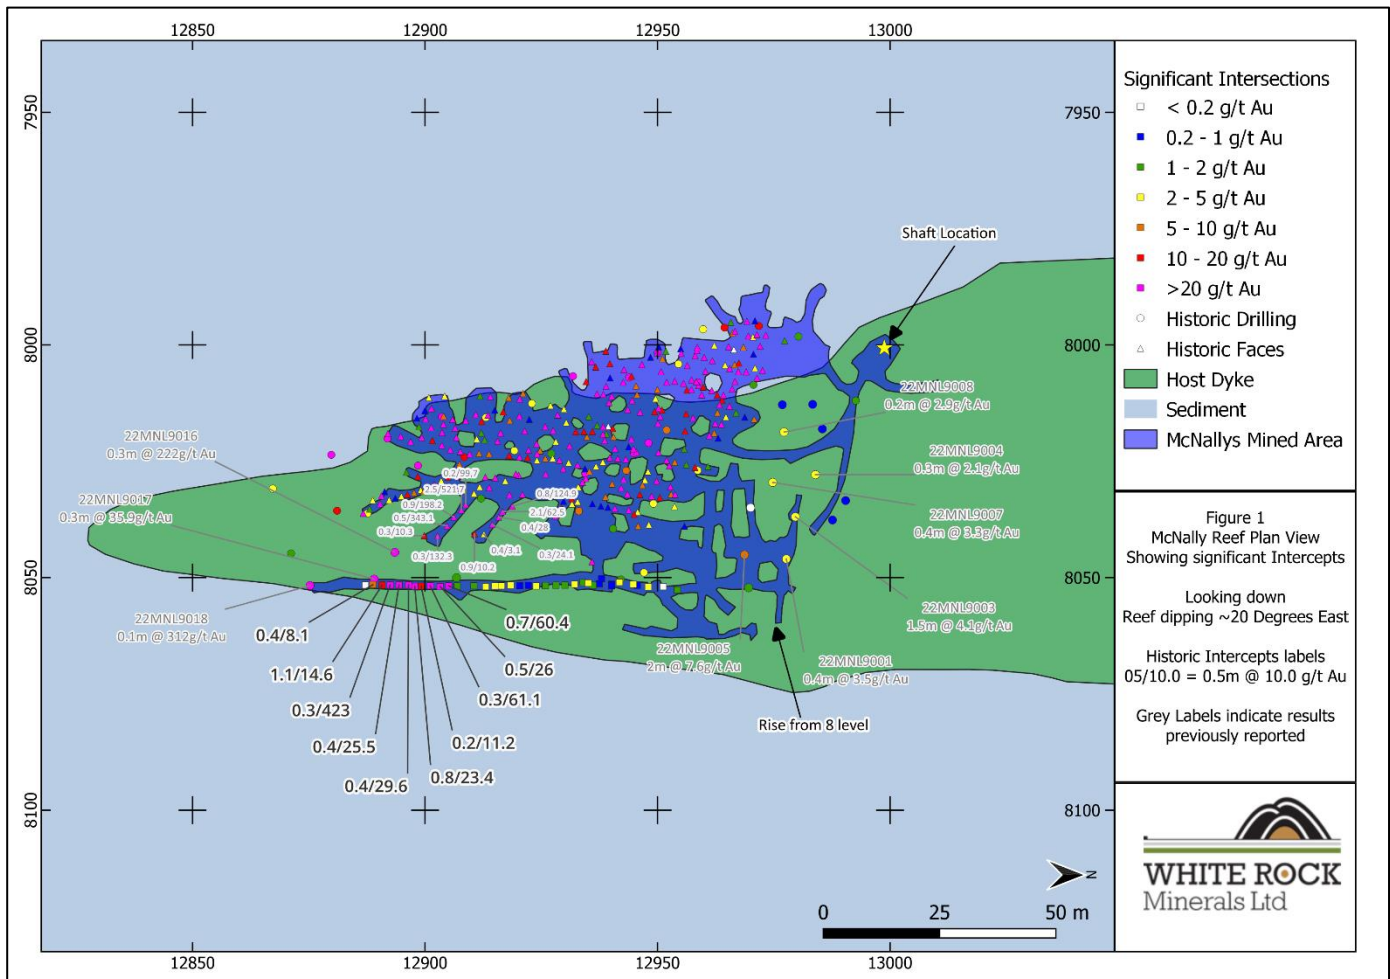 12850
12900
12950
13000
7950
7950
8000
8000
8050
8050
8100
8100
Shaft Location
22MNL9008
0.2m @ 2.9g/t Au
22MNL9004
0.3m @ 2.1g/t Au
22MNL9007
0.4m @ 3.3g/t Au
22MNL9003
1.5m @ 4.1g/t Au
22MNL9001
0.4m @ 3.5g/t Au
22MNL9005
2m @ 7.6g/t Au
Rise from 8 level
22MNL9016
0.3m @ 222g/t Au
22MNL9017
0.3m @ 35.9g/t Au
22MNL9018
0.1m @ 312g/t Au
0.2/99.7
2.5/521.7
0.9/198.2
0.5/343.1
0.3/10.3
0.3/132.3
0.9/10.2
0.4/3.1
0.3/24.1
0.4/28
2.1/62.5
0.8/124.9
0.4/8.1
1.1/14.6
0.3/423
0.4/25.5
0.4/29.6
0.8/23.4
0.2/11.2
0.3/61.1
0.5/26
0.7/60.4
N
0 25 50 m
12850
12900
12950
13000
Significant Intersections
< 0.2 g/t Au
0.2 - 1 g/t Au
1 - 2 g/t Au
2 - 5 g/t Au
5 - 10 g/t Au
10 - 20 g/t Au
>20 g/t Au
Historic Drilling
Historic Faces
Host Dyke
Sediment
McNallys Mined Area
Figure 1
McNally Reef Plan View
Showing significant Intercepts
Looking down
Reef dipping ~20 Degrees East
Historic Intercepts labels
05/10.0 = 0.5m @ 10.0 g/t Au
Grey Labels indicate results
previously reported
WHITE ROCK
Minerals Ltd